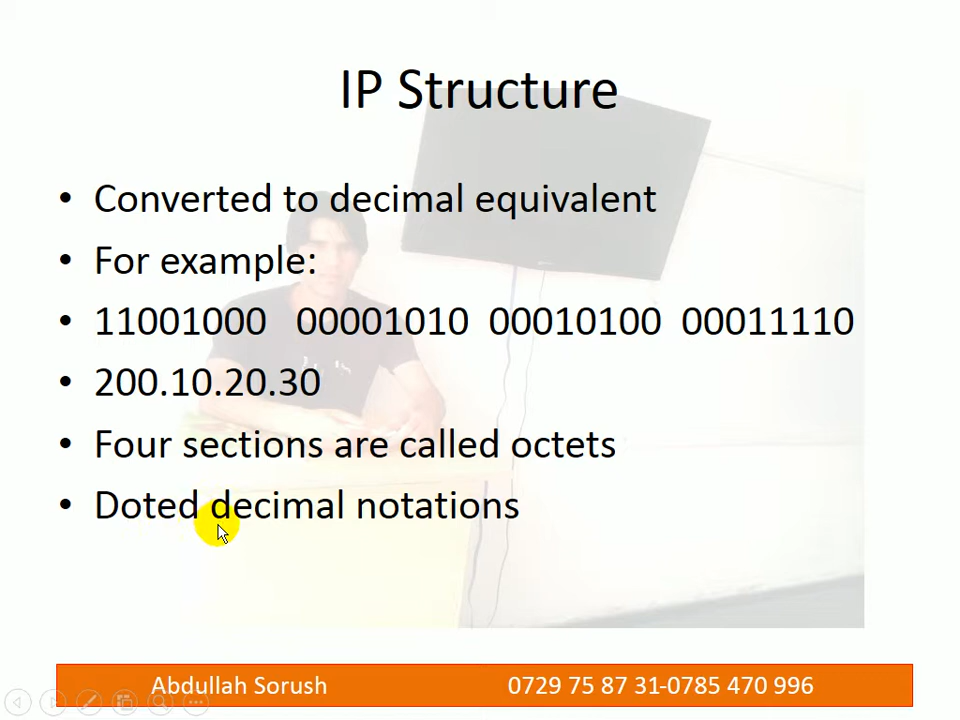 IP Structure
• Converted to decimal equivalent
• For example:
• 11001000 00001010 00010100 00011110
• 200.10.20.30
• Four sections are called octets
• Doted decimal notations
Abdullah Sorush 0729 75 87 31-0785 470 996